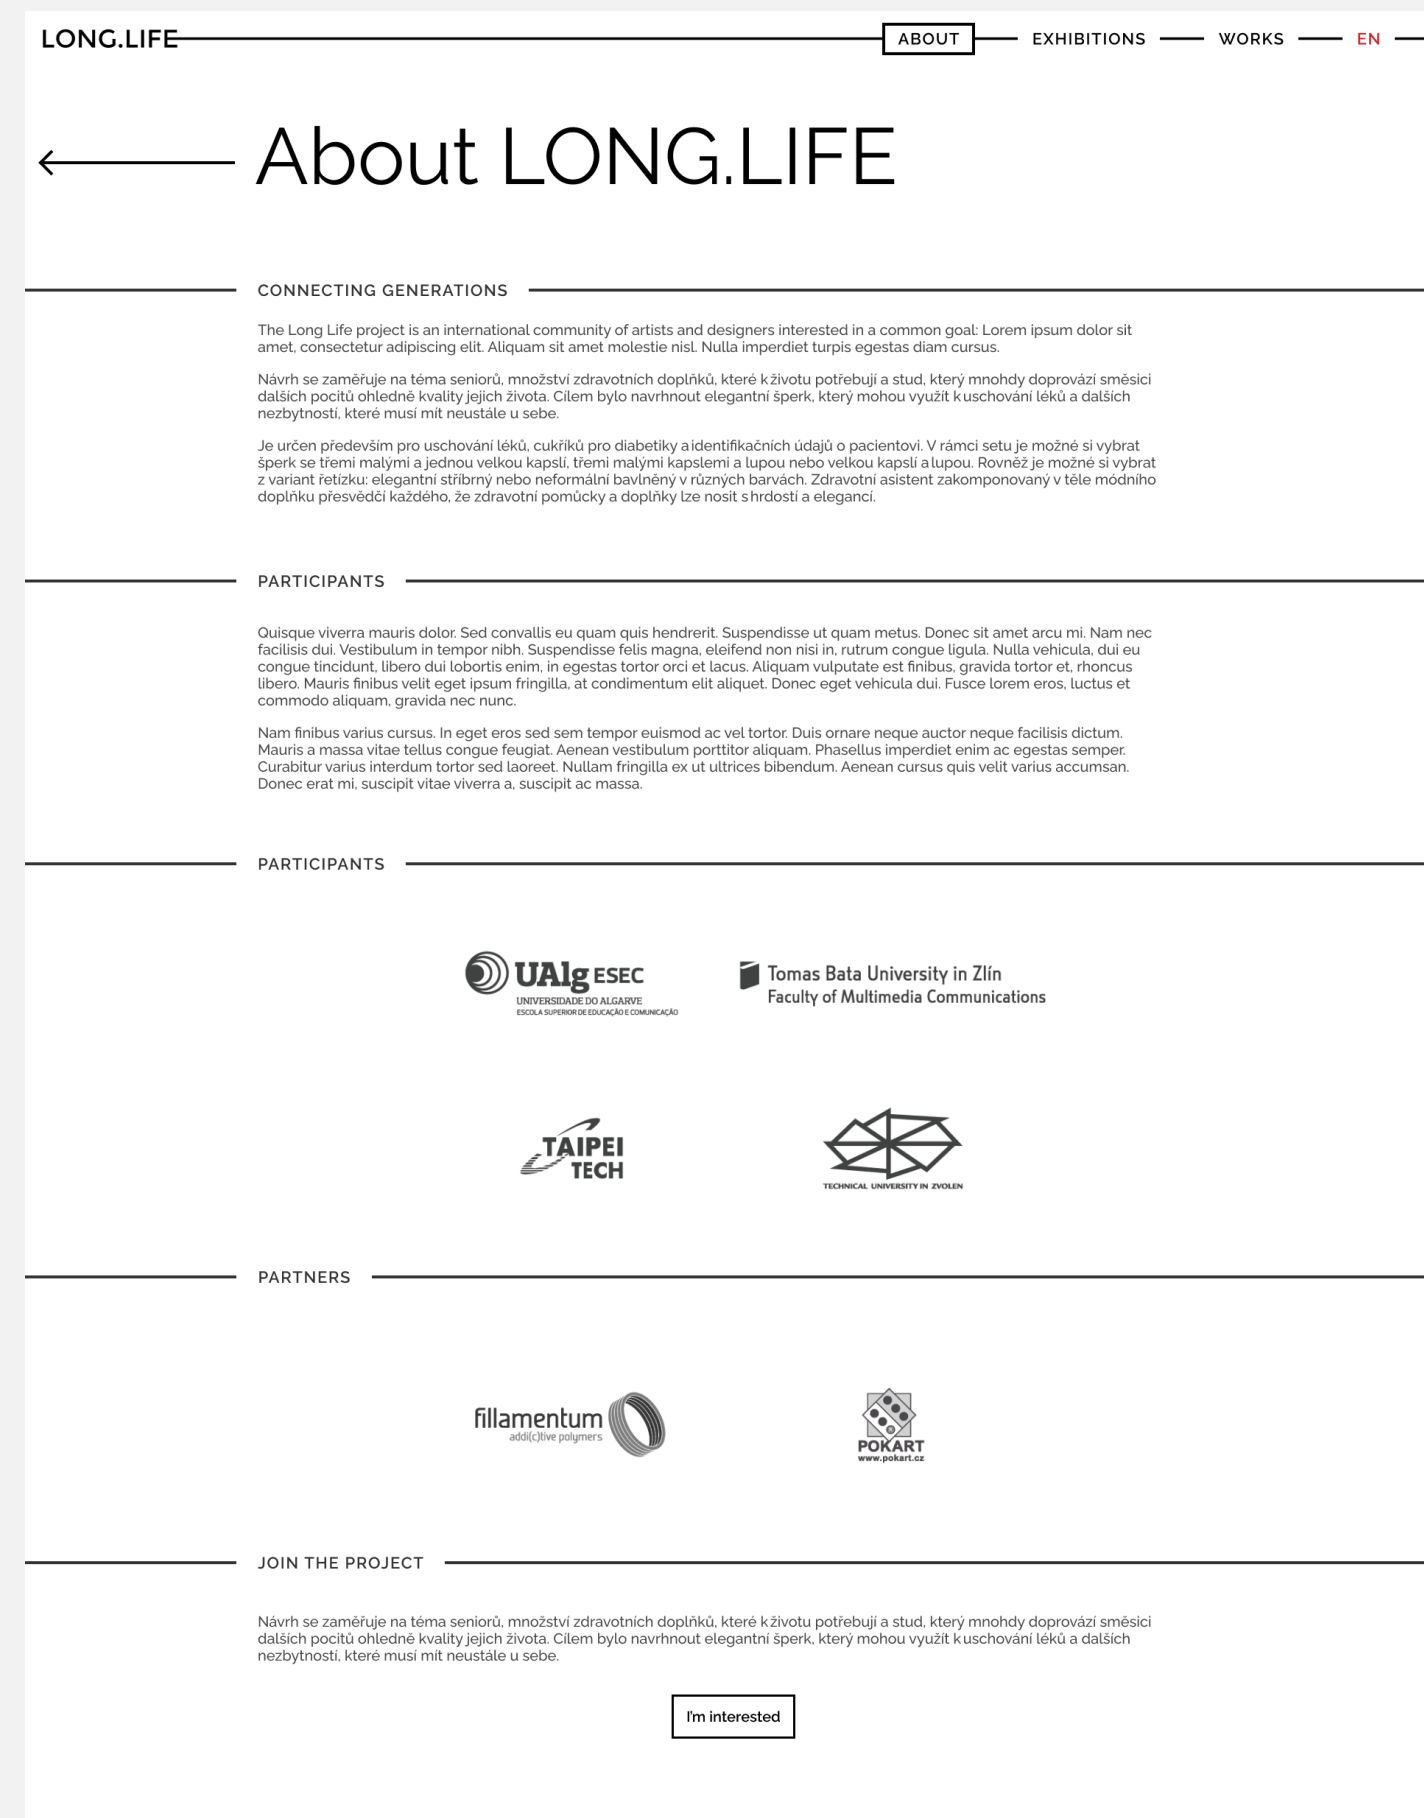 LONG.LIFE
ABOUT
EXHIBITIONS
WORKS
EN
About LONG.LIFE
CONNECTING GENERATIONS
The Long Life project is an international community of artists and designers interested in a common goal: Lorem ipsum dolor sit
amet, consectetur adipiscing elit. Aliquam sit amet molestie nisl. Nulla imperdiet turpis egestas diam cursus.
Návrh se zaměřuje na téma seniorů, množství zdravotních doplňků, které k životu potřebují a stud, který mnohdy doprovází směsici
dalších pocitů ohledně kvality jejich života. Cílem bylo navrhnout elegantní šperk, který mohou využít k uschování léků a dalších
nezbytností, které musí mít neustále u sebe.
Je určen především pro uschování léků, cukříků pro diabetiky a identifikačních údajů o pacientovi. V rámci setu je možné si vybrat
šperk se třemi malými a jednou velkou kapslí, třemi malými kapslemi a lupou nebo velkou kapslí a lupou. Rovněž je možné si vybrat
z variant řetízku: elegantní stříbrný nebo neformální bavlněný v různých barvách. Zdravotní asistent zakomponovaný v těle módního
doplňku přesvědčí každého, že zdravotní pomůcky a doplňky lze nosit s hrdostí a elegancí.
PARTICIPANTS
Quisque viverra mauris dolor. Sed convallis eu quam quis hendrerit. Suspendisse ut quam metus. Donec sit amet arcu mi. Nam nec
facilisis dui. Vestibulum in tempor nibh. Suspendisse felis magna, eleifend non nisi in, rutrum congue ligula. Nulla vehicula, dui eu
congue tincidunt, libero dui lobortis enim, in egestas tortor orci et lacus. Aliquam vulputate est finibus, gravida tortor et, rhoncus
libero. Mauris finibus velit eget ipsum fringilla, at condimentum elit aliquet. Donec eget vehicula dui. Fusce lorem eros, luctus et
commodo aliquam, gravida nec nunc.
Nam finibus varius cursus. In eget eros sed sem tempor euismod ac vel tortor. Duis ornare neque auctor neque facilisis dictum.
Mauris a massa vitae tellus congue feugiat. Aenean vestibulum porttitor aliquam. Phasellus imperdiet enim ac egestas semper.
Curabitur varius interdum tortor sed laoreet. Nullam fringilla ex ut ultrices bibendum. Aenean cursus quis velit varius accumsan.
Donec erat mi, suscipit vitae viverra a, suscipit ac massa.
PARTICIPANTS
UAlg ESEC
UNIVERSIDADE DO ALGARVE
ESCOLA SUPERIOR DE EDUCAÇÃO E COMUNICAÇÃO
Tomas Bata University in Zlín
Faculty of Multimedia Communications
TAIPEI
TECH
TECHNICAL UNIVERSITY IN ZVOLEN
PARTNERS
fillamentum
addi(c)tive polymers
POKART
www.pokart.cz
JOIN THE PROJECT
Návrh se zaměřuje na téma seniorů, množství zdravotních doplňků, které k životu potřebují a stud, který mnohdy doprovází směsici
dalších pocitů ohledně kvality jejich života. Cílem bylo navrhnout elegantní šperk, který mohou využít k uschování léků a dalších
nezbytností, které musí mít neustále u sebe.
I'm interested